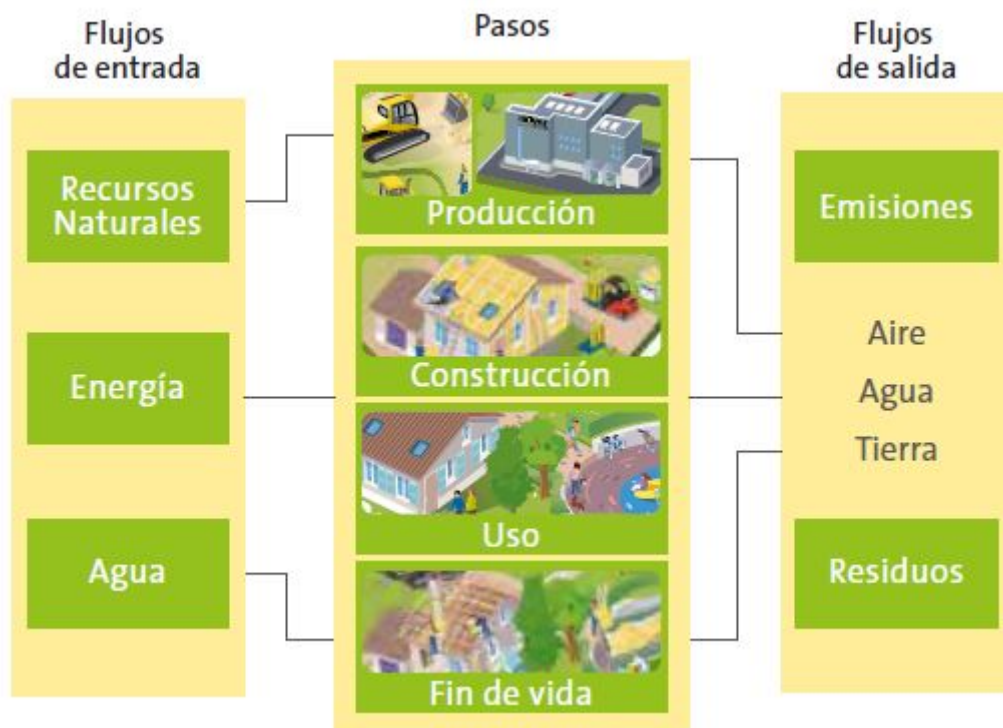 Flujos
de entrada
Pasos
Flujos
de salida
Recursos
Naturales
Energía
Agua
Producción
Construcción
Uso
Fin de vida
Emisiones
Aire
Agua
Tierra
Residuos